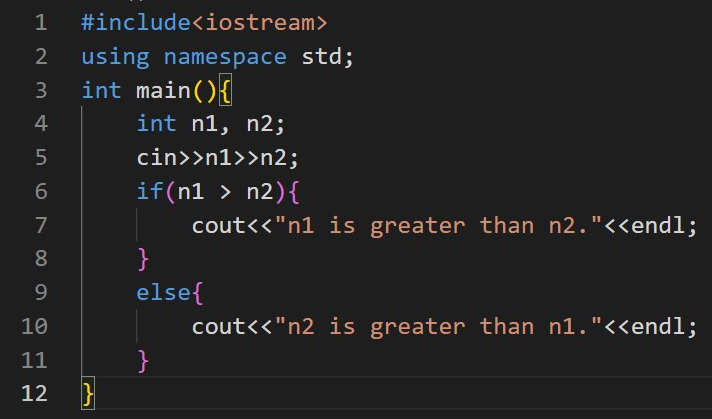 1 #include<iostream>
2 using namespace std;
3 int main(){
4 int n1, n2;
5 cin>>n1>>n2;
6 if(n1 > n2){
7 cout<<"n1 is greater than n2."<<endl;
8 }
9 else{
10 cout<<"n2 is greater than n1."<<endl;
11 }
12 }